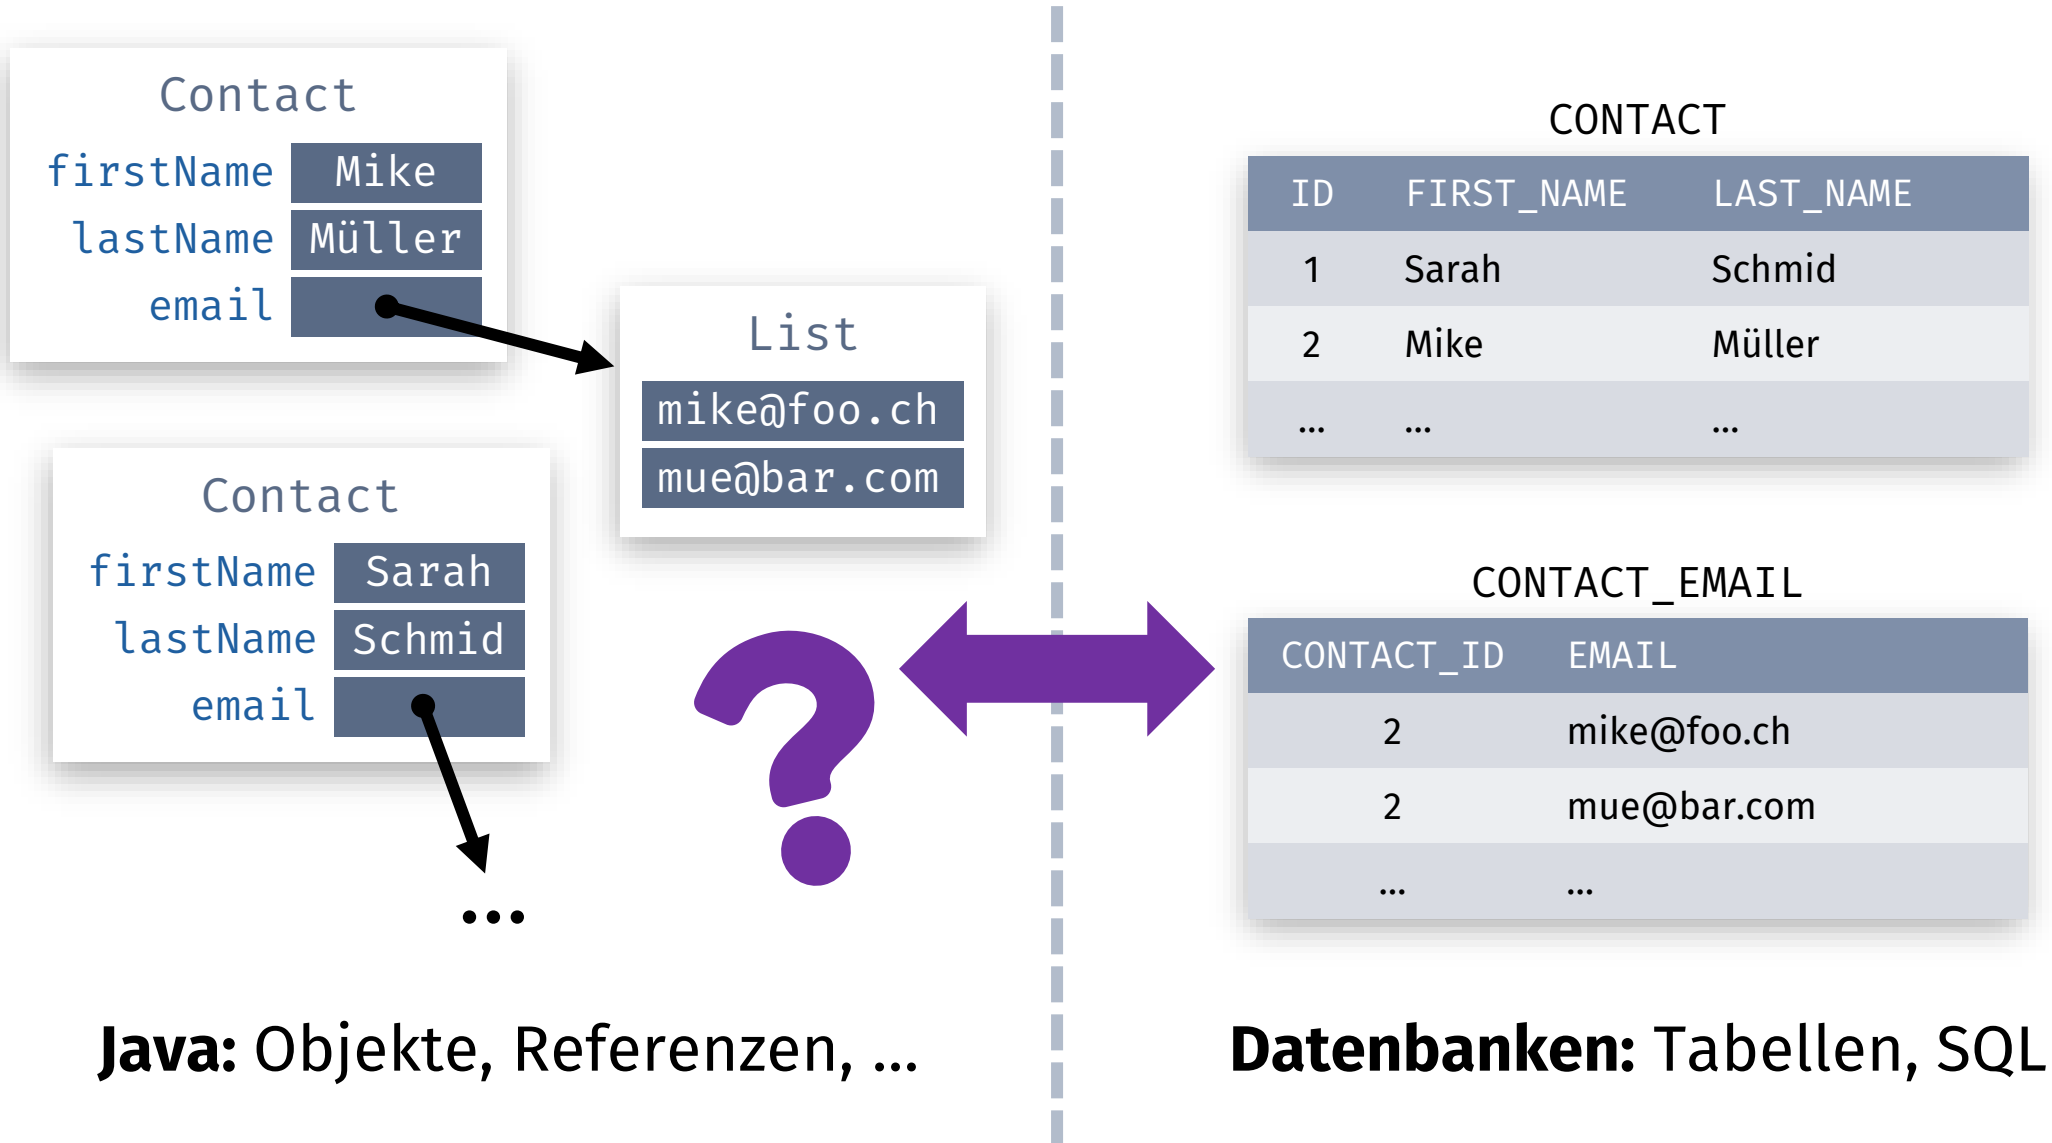 Contact
firstName Mike
lastName Müller
email
List
mike@foo.ch
mue@bar.com
Contact
firstName Sarah
lastName Schmid
email
...
?
Java: Objekte, Referenzen, ...
CONTACT
ID FIRST_NAME LAST_NAME
1 Sarah Schmid
2 Mike Müller
... ... ...
CONTACT_EMAIL
CONTACT_ID EMAIL
2 mike@foo.ch
2 mue@bar.com
... ...
Datenbanken: Tabellen, SQL